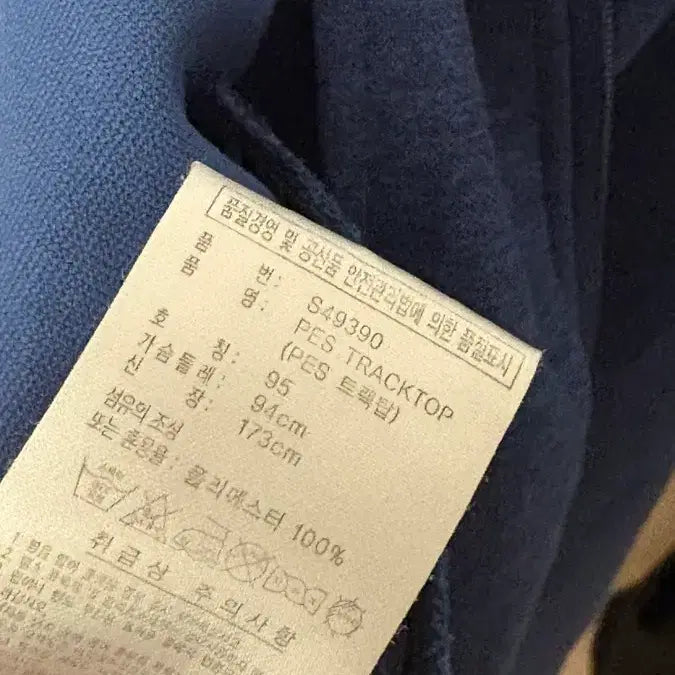 품질경영 및 공산품 안전관리법에 의한 품질표시
품 번 : S49390
품 명 : PES TRACKTOP
(PES 트랙탑)
호 칭 : 95
가슴둘레 : 94cm
신 장 : 173cm
섬유의 조성
또는 혼용율 : 폴리에스터 100%
취급상 주의사항